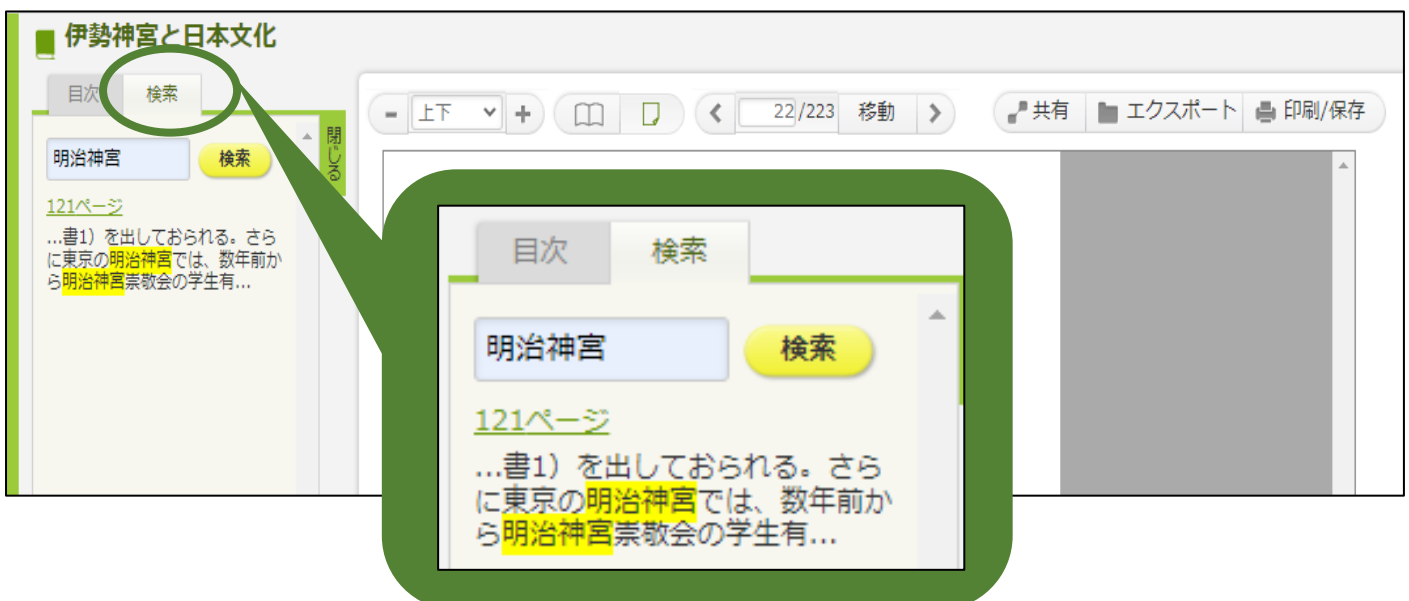 伊勢神宮と日本文化
目次 検索
明治神宮 検索
121ページ
...書1）を出しておられる。さら
に東京の明治神宮では、数年前か
ら明治神宮崇敬会の学生有...
閉じる
- 上下 + 22/223 移動 共有 エクスポート 印刷/保存
目次 検索
明治神宮 検索
121ページ
...書1）を出しておられる。さら
に東京の明治神宮では、数年前か
ら明治神宮崇敬会の学生有...